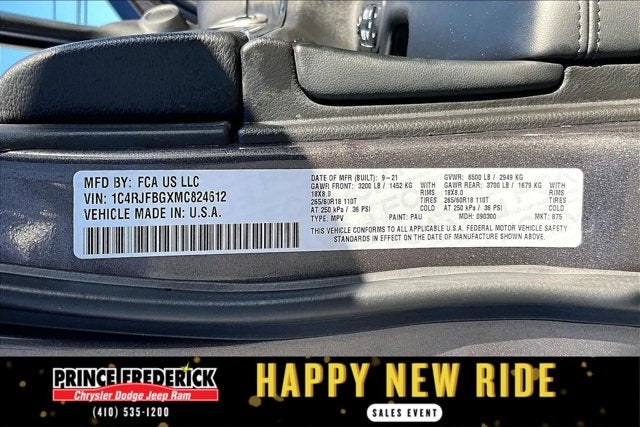 MFD BY: FCA US LLC
VIN: 1C4RJFBGXMC824612
VEHICLE MADE IN U.S.A.
DATE OF MFR (BUILT): 9-21 GVWR: 6500 LB / 2949 KG
GAWR FRONT: 3200 LB / 1452 KG WITH GAWR REAR: 3700 LB / 1679 KG WITH
18X8.0 RIMS 18X8.0 RIMS
265/60R18 110T TIRES 265/60R18 110T TIRES
AT 250 kPa / 36 PSI COLD AT 250 kPa / 36 PSI COLD
TYPE: MPV PAINT: PAU MDH: 090300 MKT: 875
THIS VEHICLE CONFORMS TO ALL APPLICABLE U.S.A. FEDERAL MOTOR VEHICLE SAFETY
STANDARDS IN EFFECT ON THE DATE OF MANUFACTURE SHOWN ABOVE.
PRINCE FREDERICK
Chrysler Dodge Jeep Ram
(410) 535-1200
HAPPY NEW RIDE
SALES EVENT